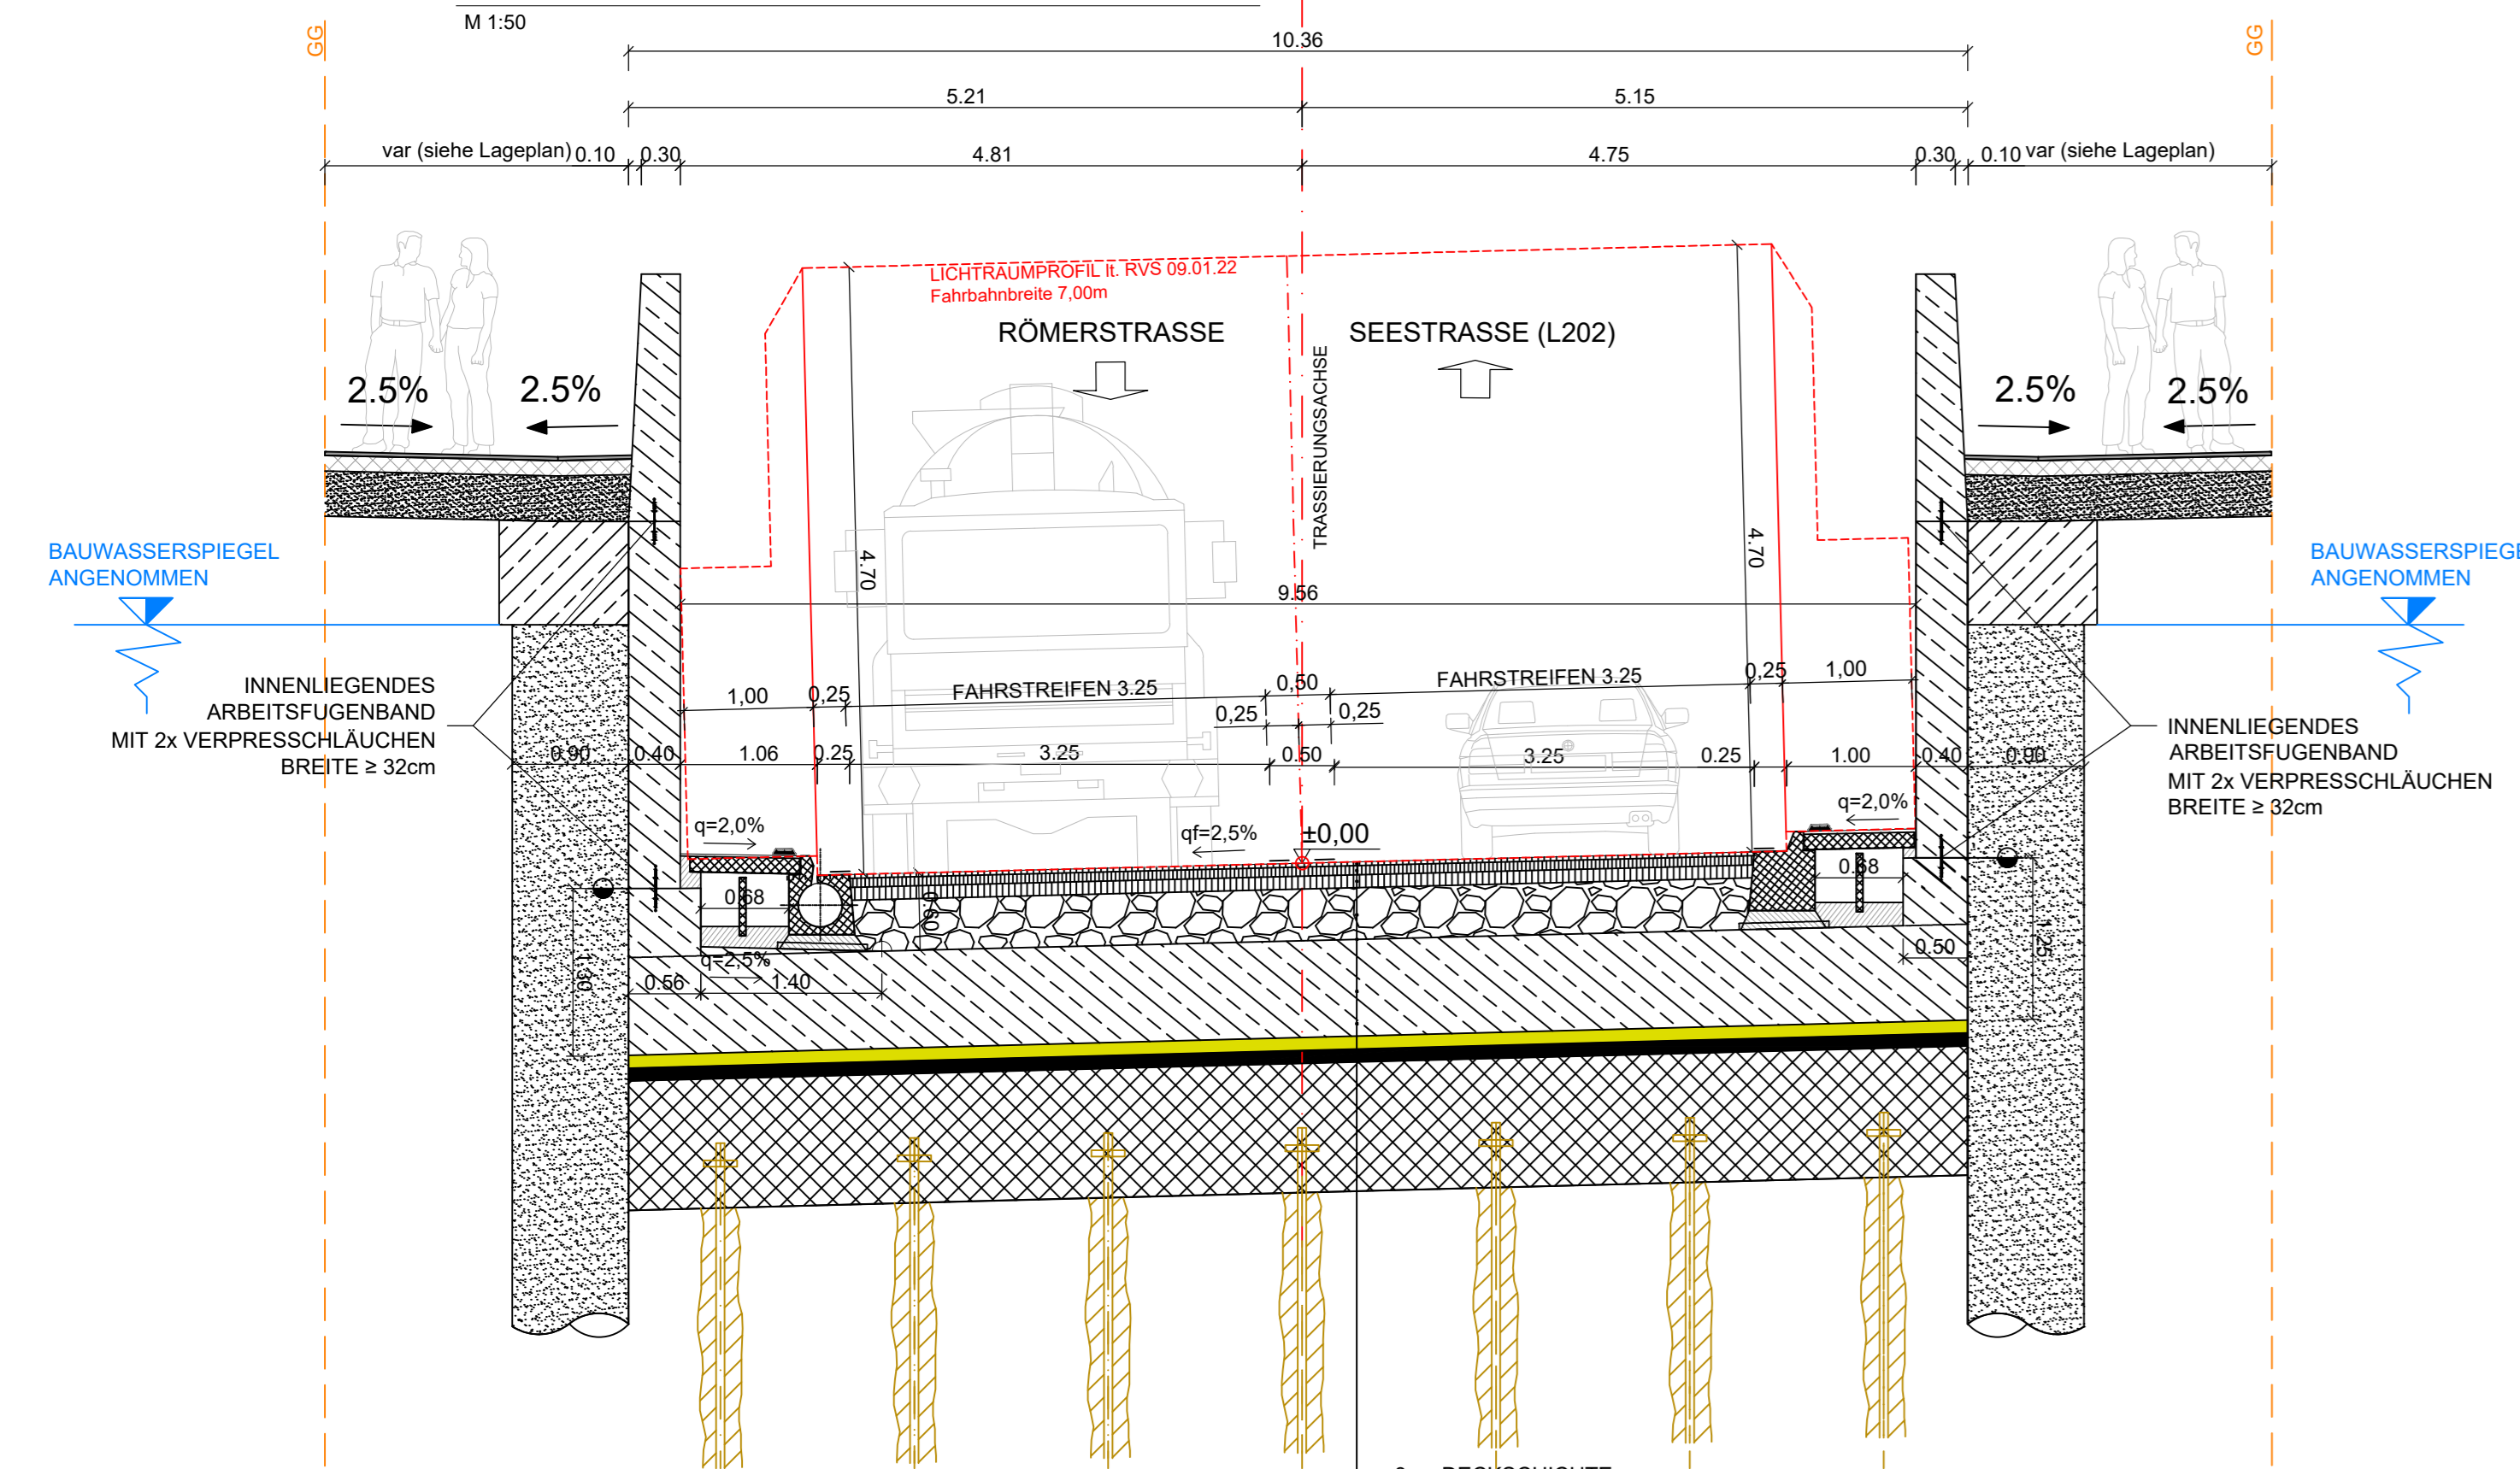 M 1:50
GG
GG
10.36
5.21
5.15
var (siehe Lageplan)
0.10
0.30
4.81
4.75
0.30
0.10
var (siehe Lageplan)
LICHTRAUMPROFIL lt. RVS 09.01.22
Fahrbahnbreite 7,00m
RÖMERSTRASSE
SEESTRASSE (L202)
TRASSIERUNGSACHSE
2.5%
2.5%
2.5%
2.5%
BAUWASSERSPIEGEL
ANGENOMMEN
BAUWASSERSPIEGE
ANGENOMMEN
4.70
4.70
9.56
INNENLIEGENDES
ARBEITSFUGENBAND
MIT 2x VERPRESSCHLÄUCHEN
BREITE ≥ 32cm
1,00
0,25
FAHRSTREIFEN 3.25
0,50
FAHRSTREIFEN 3.25
0,25
1,00
0,25
0,25
INNENLIEGENDES
ARBEITSFUGENBAND
MIT 2x VERPRESSCHLÄUCHEN
BREITE ≥ 32cm
0.90
0.40
1.06
0.25
3.25
0.50
3.25
0.25
1.00
0.40
0.90
q=2,0%
qf=2,5%
±0,00
q=2,0%
0.68
0.60
0.68
1.30
q=2,5%
0.56
1.40
0.50
1.25